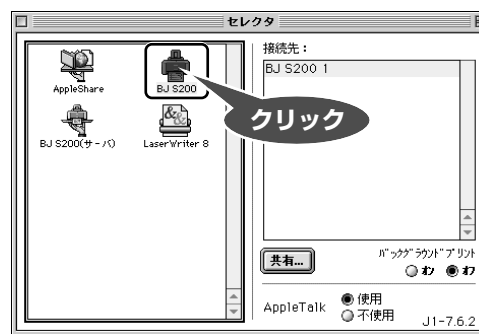 セレクタ
AppleShare
BJ S200
BJ S200(サーバ)
LaserWriter 8
クリック
接続先：
BJ S200 1
共有...
バックグラウンドプリント
オン
オフ
AppleTalk
使用
不使用
J1-7.6.2